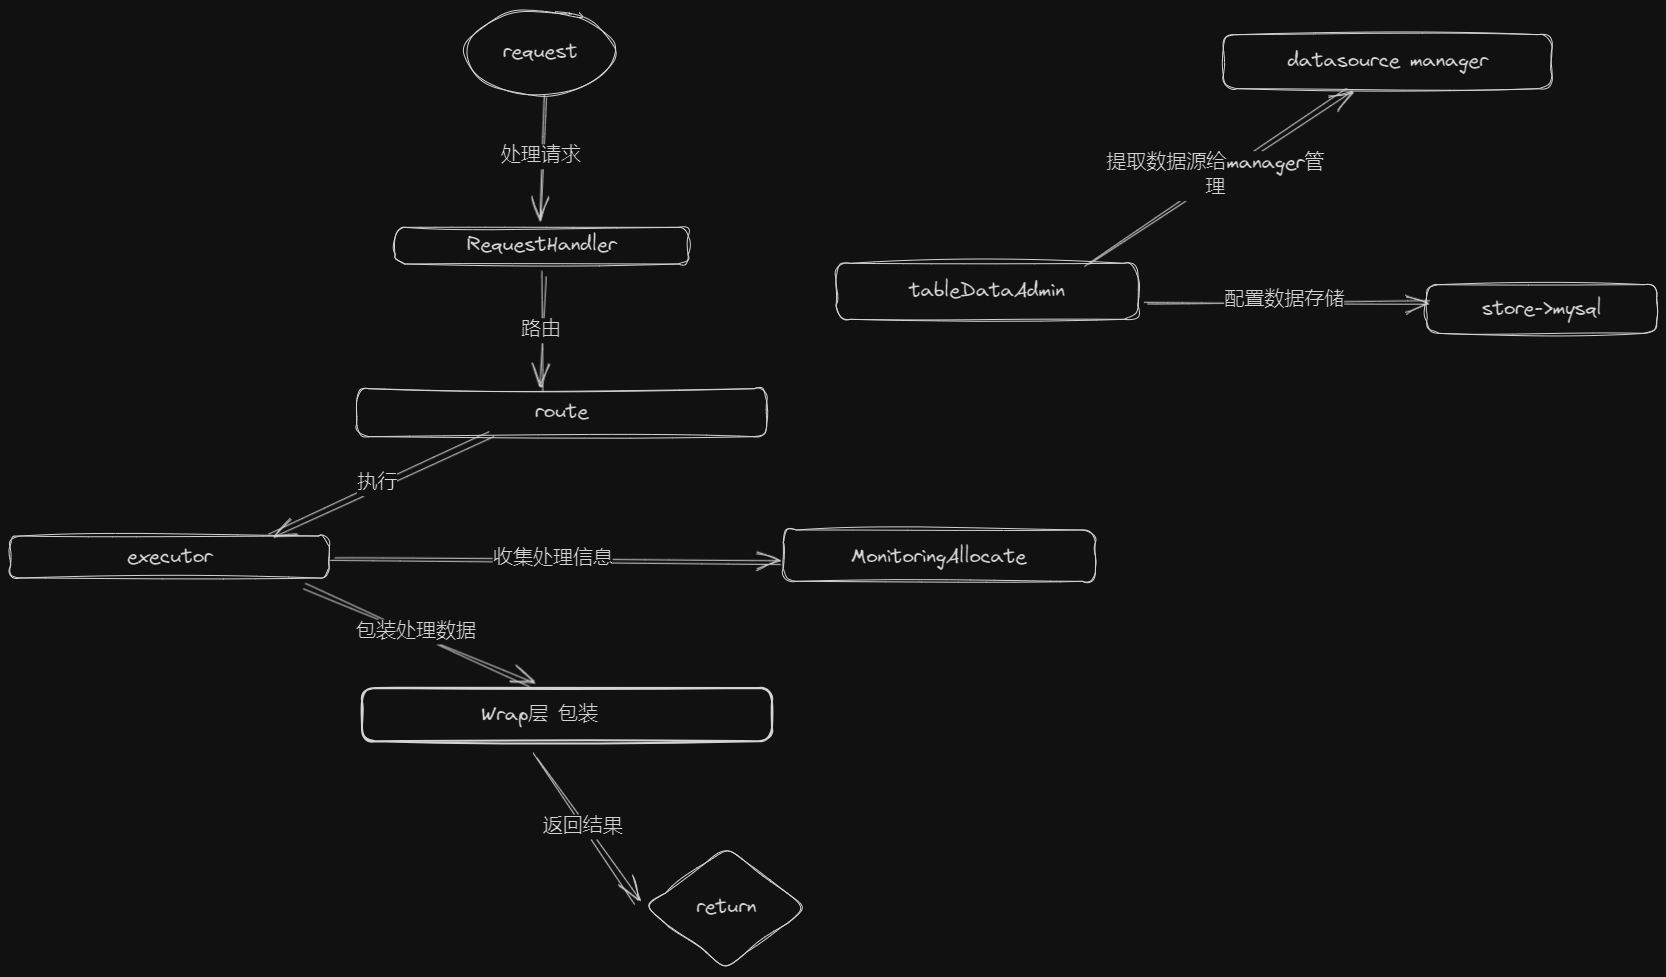 request
处理请求
RequestHandler
路由
route
执行
executor
收集处理信息
MonitoringAllocate
包装处理数据
Wrap层 包装
返回结果
return
datasource manager
提取数据源给manager管
理
tableDataAdmin
配置数据存储
store->mysql